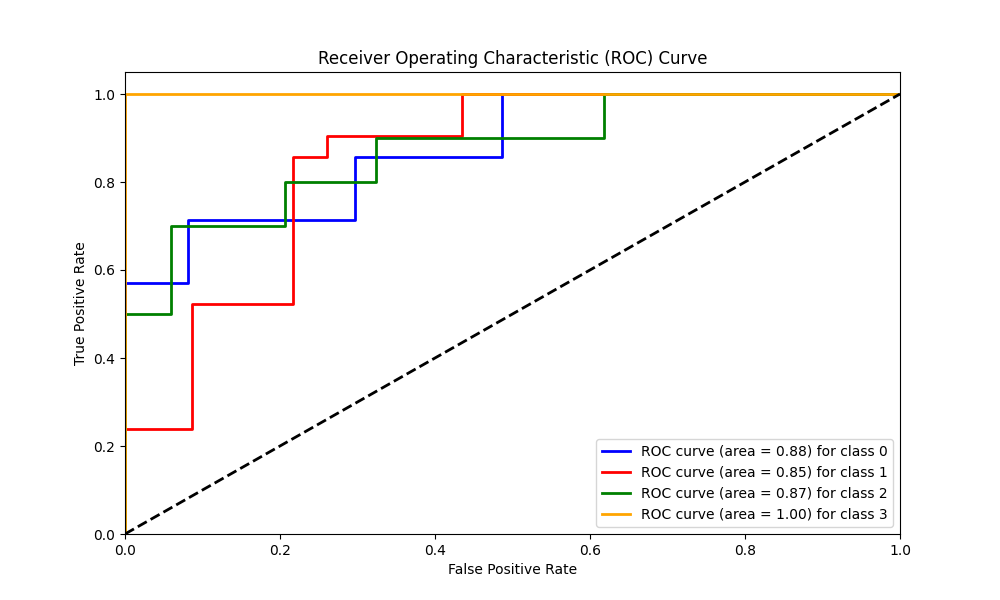 Receiver Operating Characteristic (ROC) Curve
True Positive Rate
1.0
0.8
0.6
0.4
0.2
0.0
ROC curve (area = 0.88) for class 0
ROC curve (area = 0.85) for class 1
ROC curve (area = 0.87) for class 2
ROC curve (area = 1.00) for class 3
0.0 0.2 0.4 0.6 0.8 1.0
False Positive Rate